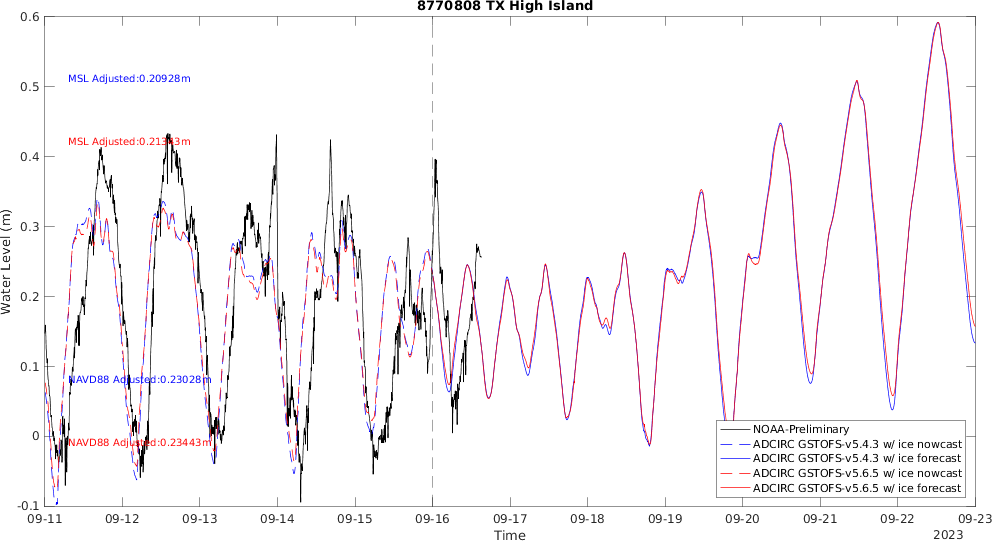 8770808 TX High Island
0.6
0.5
0.4
0.3
0.2
0.1
0
-0.1
Water Level (m)
MSL Adjusted:0.20928m
MSL Adjusted:
NAVD88 Adjusted:0.23028m
NAVD88 Adjusted:0.23443m
NOAA-Preliminary
ADCIRC GSTOFS-v5.4.3 w/ ice nowcast
ADCIRC GSTOFS-v5.4.3 w/ ice forecast
ADCIRC GSTOFS-v5.6.5 w/ ice nowcast
ADCIRC GSTOFS-v5.6.5 w/ ice forecast
09-11 09-12 09-13 09-14 09-15 09-16 09-17 09-18 09-19 09-20 09-21 09-22 09-23
Time
2023